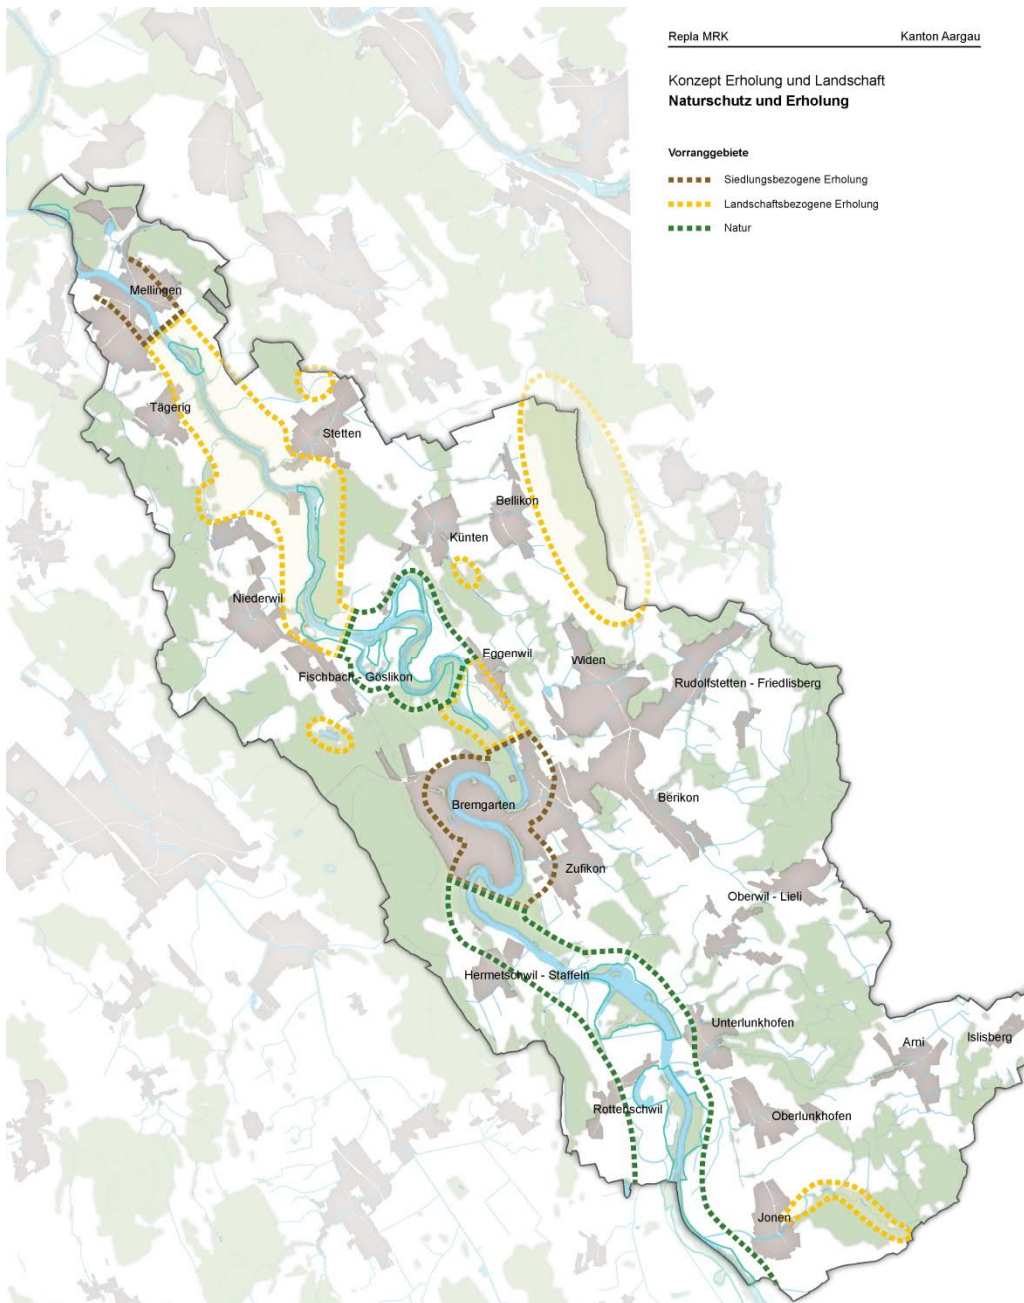 Repla MRK Kanton Aargau
Konzept Erholung und Landschaft
Naturschutz und Erholung
Vorranggebiete
Siedlungsbezogene Erholung
Landschaftsbezogene Erholung
Natur
Mellingen
Tägerig
Stetten
Bellikon
Künten
Niederwil
Eggenwil
Widen
Fischbach - Göslikon
Rudolfstetten - Friedlisberg
Bremgarten
Berikon
Zufikon
Oberwil - Lieli
Hermetschwil - Staffeln
Unterlunkhofen
Islisberg
Arni
Rottenschwil
Oberlunkhofen
Jonen